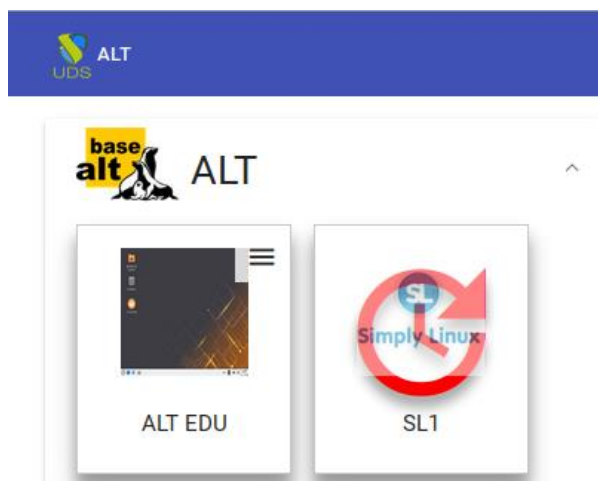 UDS ALT
base
alt ALT
SL
Simply Linux
ALT EDU SL1